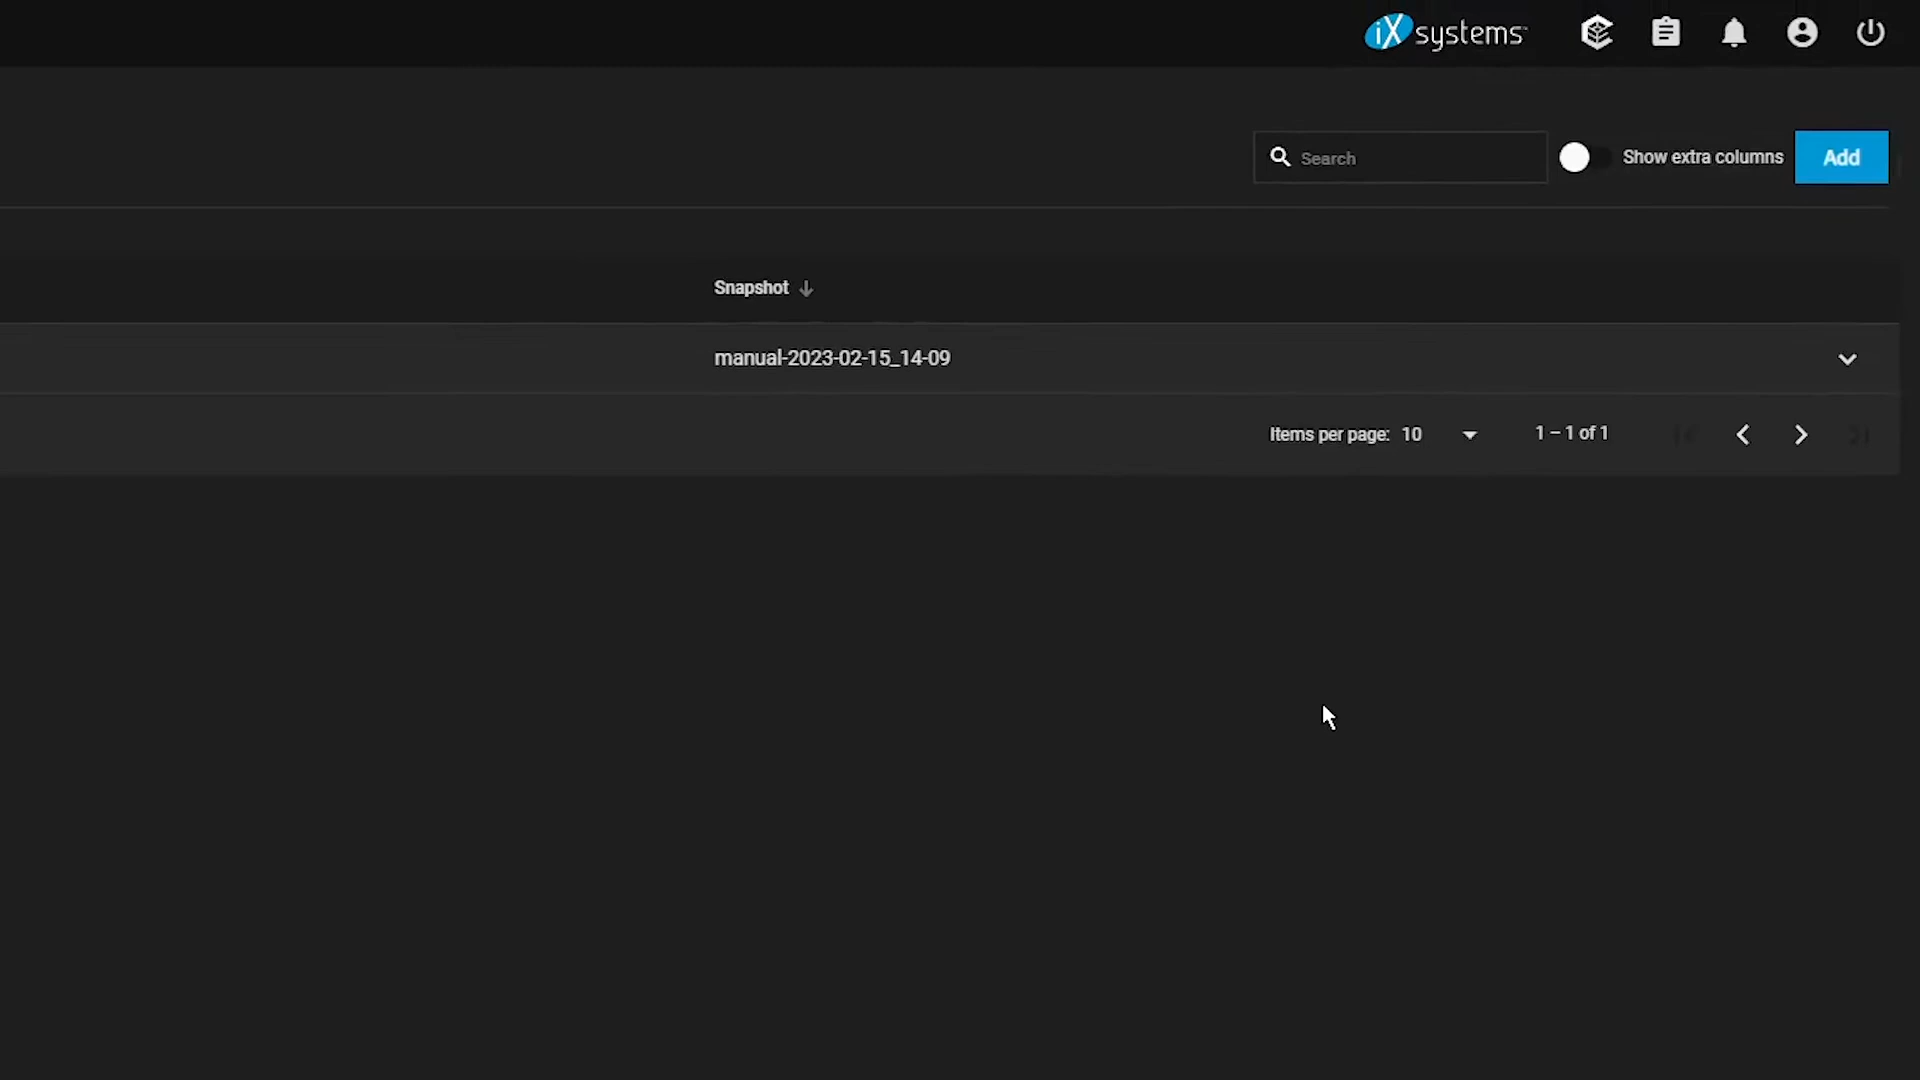 iXsystems
Search
Show extra columns
Add
Snapshot
manual-2023-02-15_14-09
Items per page: 10
1 – 1 of 1